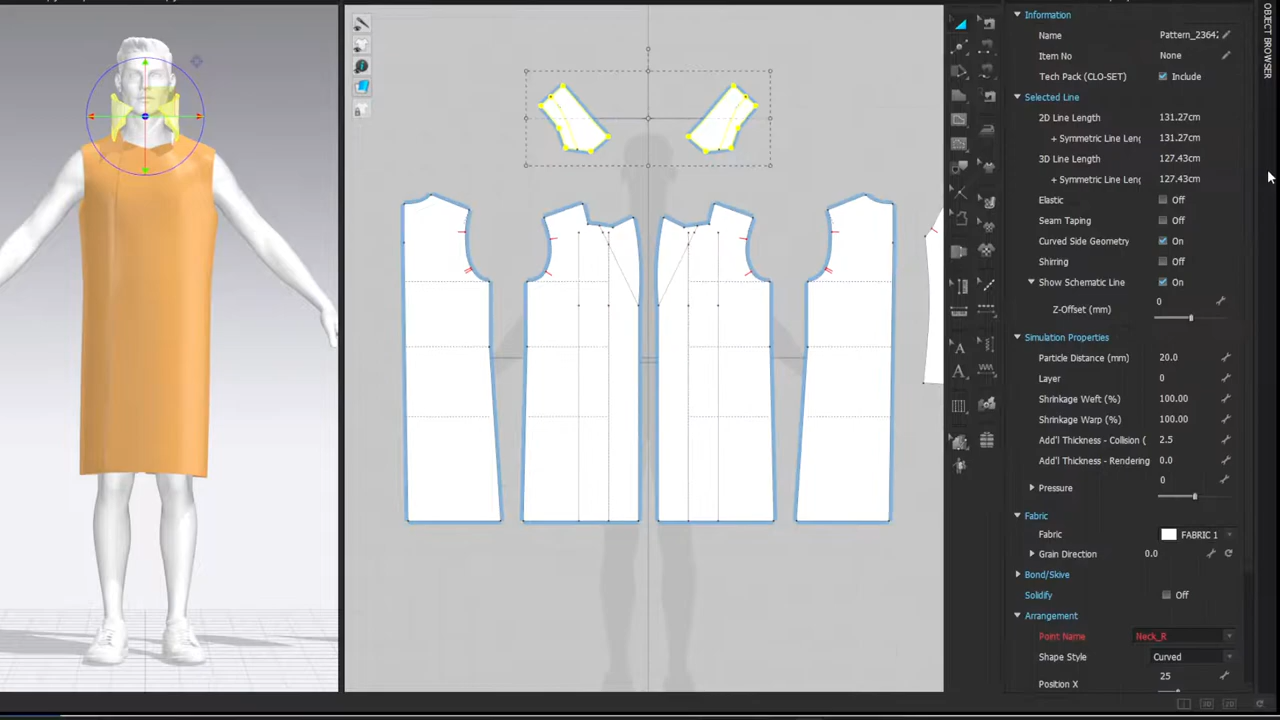 OBJECT BROWSER
Information
Name Pattern_2364
Item No None
Tech Pack (CLO-SET) Include
Selected Line
2D Line Length 131.27cm
+ Symmetric Line Len 131.27cm
3D Line Length 127.43cm
+ Symmetric Line Len 127.43cm
Elastic Off
Seam Taping Off
Curved Side Geometry On
Shirring Off
Show Schematic Line On
Z-Offset (mm) 0
Simulation Properties
Particle Distance (mm) 20.0
Layer 0
Shrinkage Weft (%) 100.00
Shrinkage Warp (%) 100.00
Add'l Thickness - Collision ( 2.5
Add'l Thickness - Rendering 0.0
Pressure 0
Fabric
Fabric FABRIC 1
Grain Direction 0.0
Bond/Skive
Solidify Off
Arrangement
Point Name Neck_R
Shape Style Curved
Position X 25